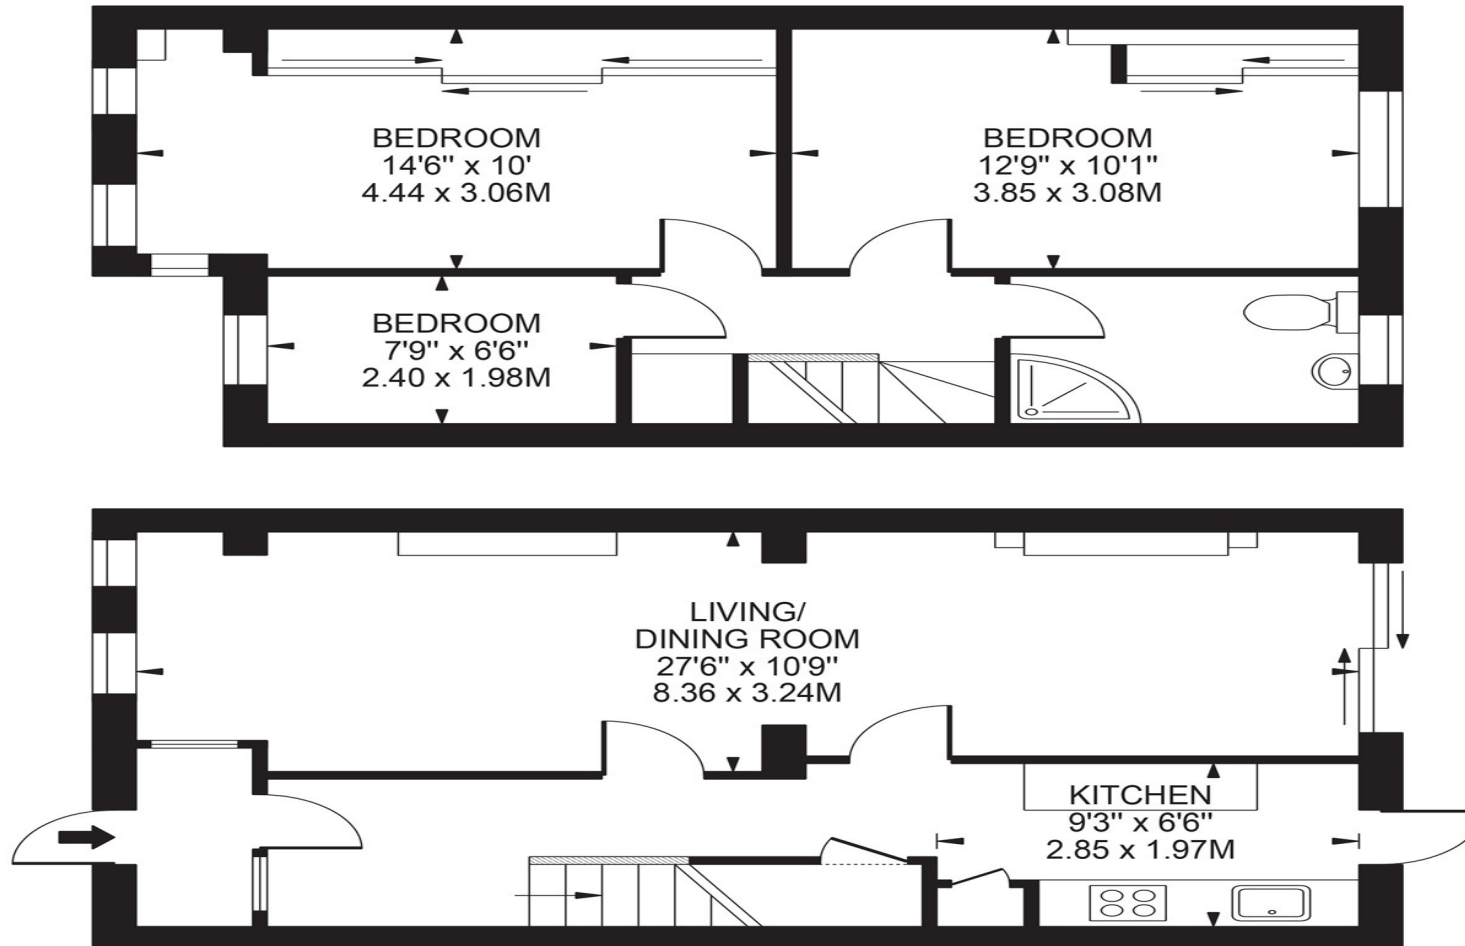 BEDROOM
14'6" x 10'
4.44 x 3.06M
BEDROOM
12'9" x 10'1"
3.85 x 3.08M
BEDROOM
7'9" x 6'6"
2.40 x 1.98M
LIVING/
DINING ROOM
27'6" x 10'9"
8.36 x 3.24M
KITCHEN
9'3" x 6'6"
2.85 x 1.97M